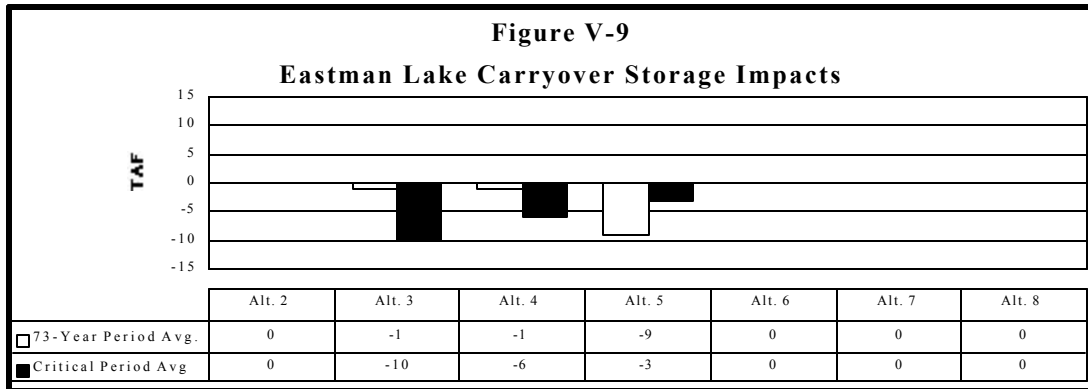 Figure V-9
Eastman Lake Carryover Storage Impacts
15
10
5
0
-5
-10
-15
TAF
Alt. 2 Alt. 3 Alt. 4 Alt. 5 Alt. 6 Alt. 7 Alt. 8
73-Year Period Avg. 0 -1 -1 -9 0 0 0
Critical Period Avg 0 -10 -6 -3 0 0 0